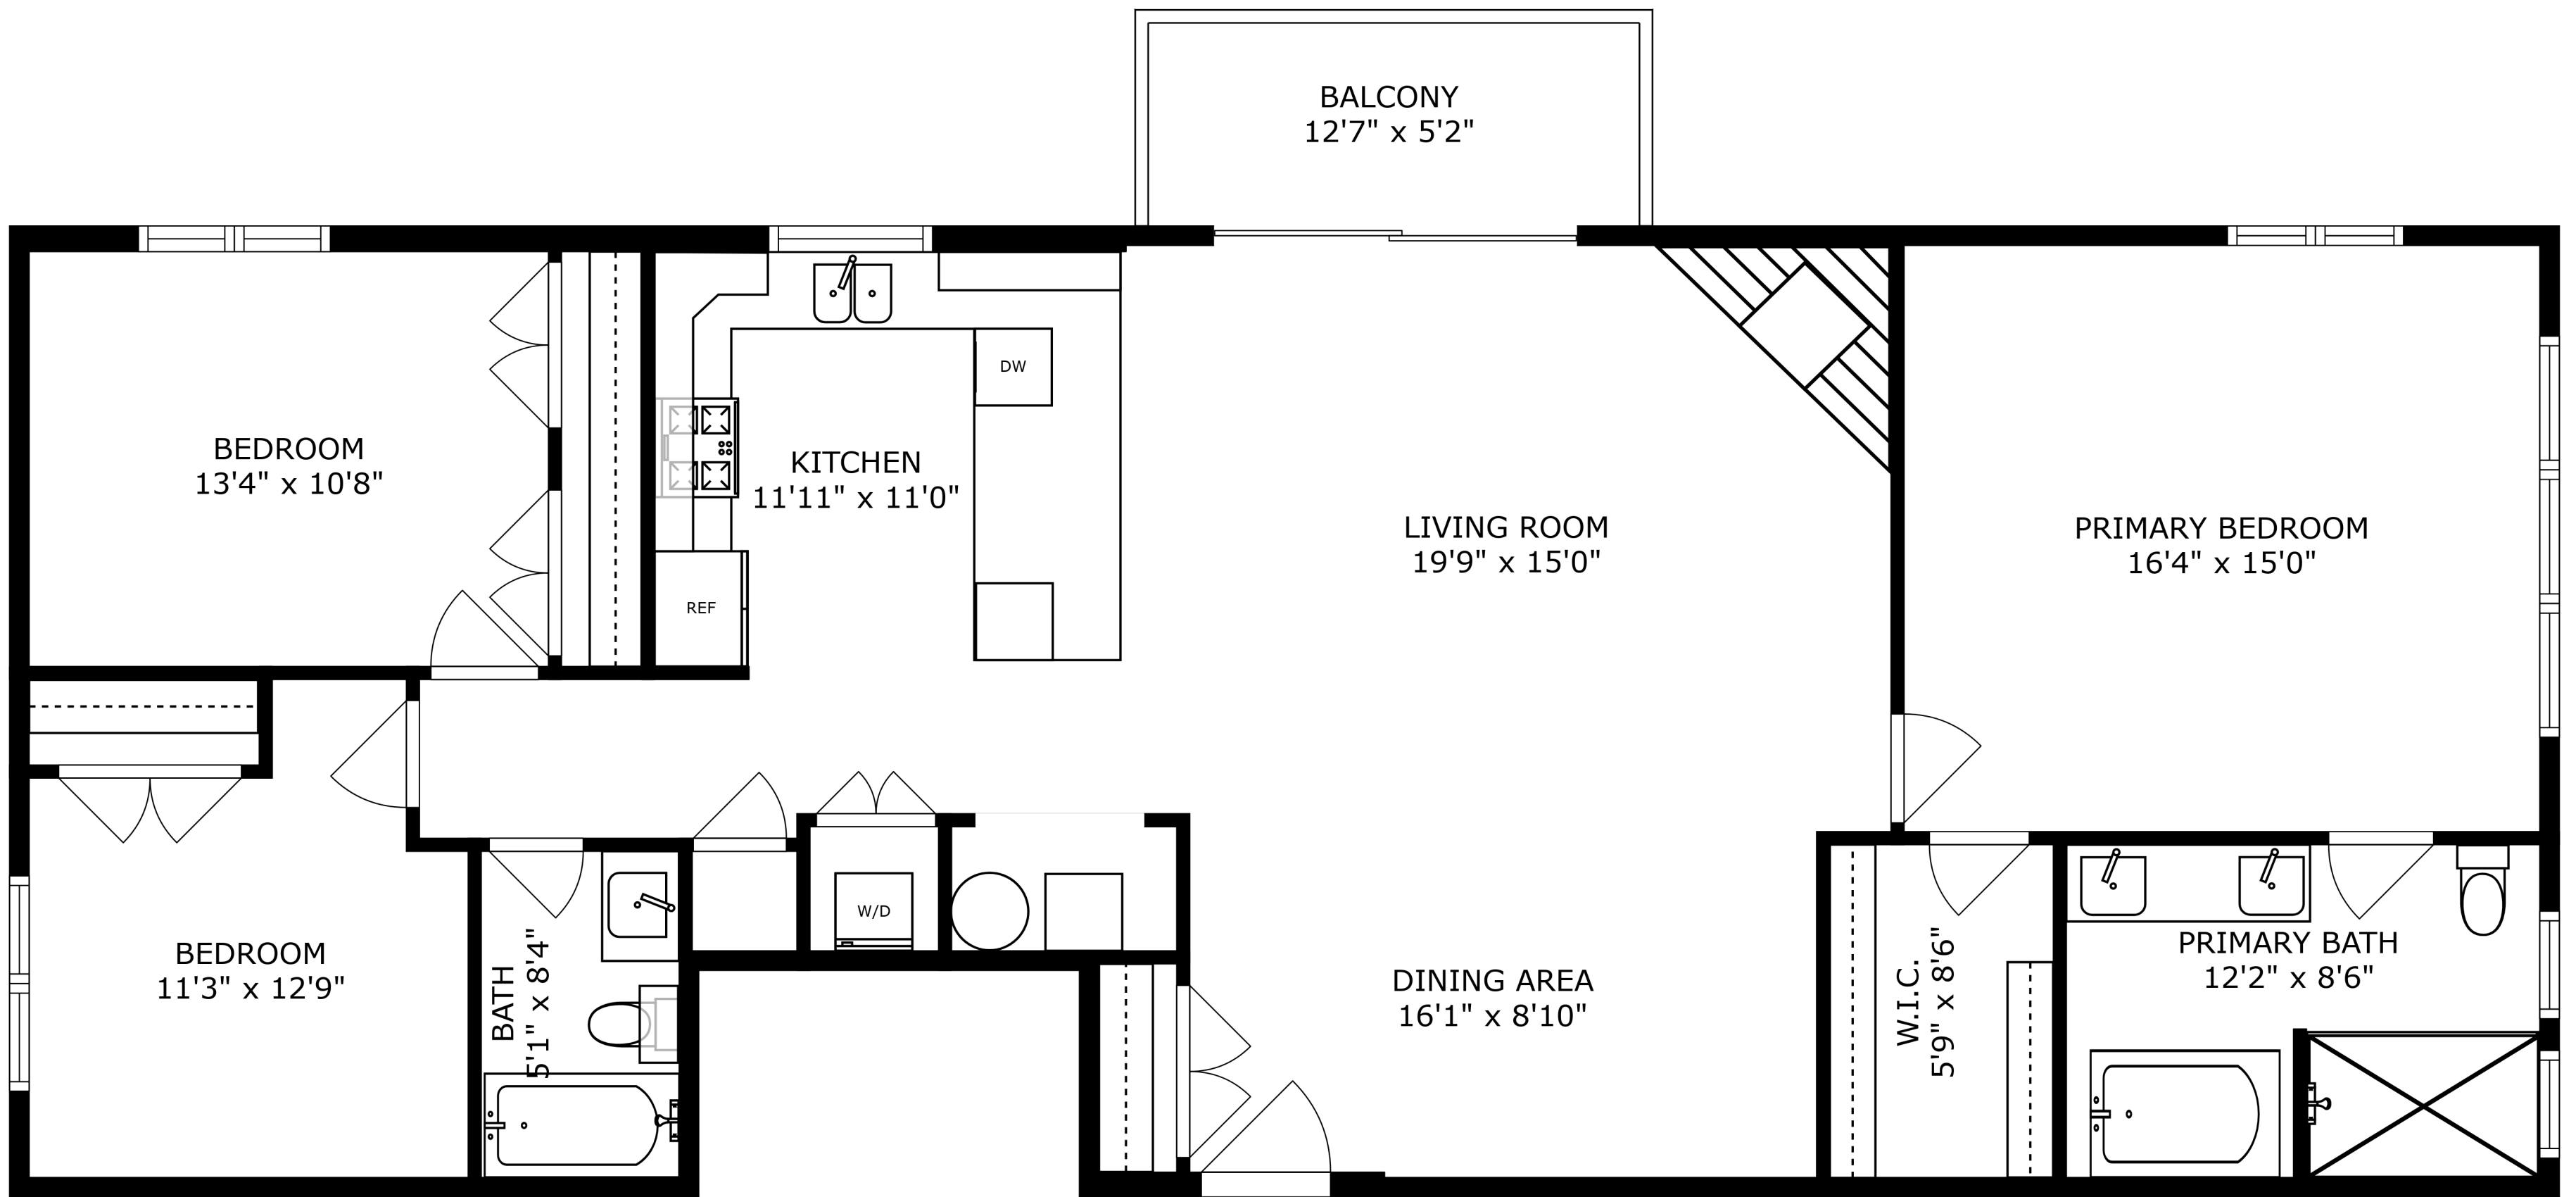 BALCONY
12'7" x 5'2"
BEDROOM
13'4" x 10'8"
KITCHEN
11'11" x 11'0"
DW
REF
LIVING ROOM
19'9" x 15'0"
PRIMARY BEDROOM
16'4" x 15'0"
BEDROOM
11'3" x 12'9"
BATH
5'1" x 8'4"
W/D
DINING AREA
16'1" x 8'10"
W.I.C.
5'9" x 8'6"
PRIMARY BATH
12'2" x 8'6"